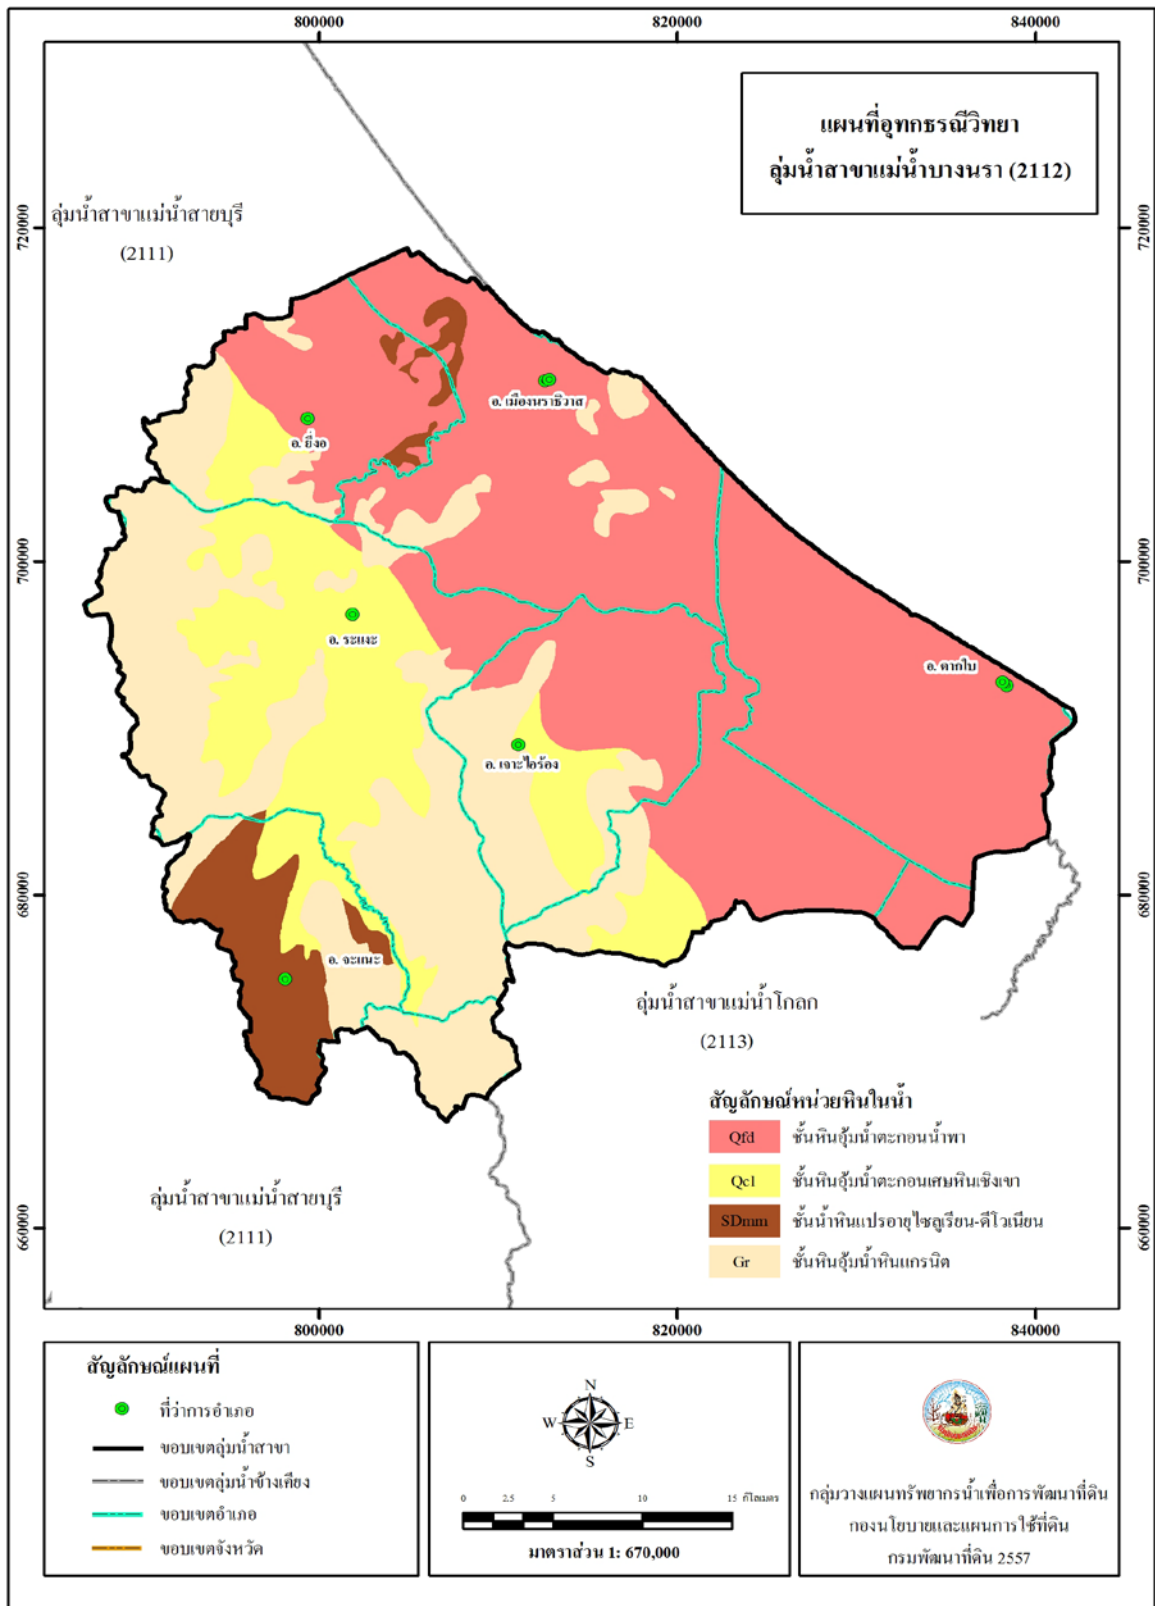 800000 820000 840000
แผนที่อุทกธรณีวิทยา
ลุ่มน้ำสาขาแม่น้ำบางนรา (2112)
ลุ่มน้ำสาขาแม่น้ำสายบุรี
(2111)
720000 720000
อ. เมืองนราธิวาส
อ. ยี่งอ
700000 700000
อ. ระแงะ
อ. ตากใบ
อ. เจาะไอร้อง
680000 680000
อ. จะแนะ
ลุ่มน้ำสาขาแม่น้ำโกลก
(2113)
สัญลักษณ์หน่วยหินในน้ำ
Qfd ชั้นหินอุ้มน้ำตะกอนน้ำพา
Qcl ชั้นหินอุ้มน้ำตะกอนเศษหินเชิงเขา
SDmm ชั้นน้ำหินแปรอายุไซลูเรียน-ดีโวเนียน
Gr ชั้นหินอุ้มน้ำหินแกรนิต
ลุ่มน้ำสาขาแม่น้ำสายบุรี
(2111)
660000 660000
800000 820000 840000
สัญลักษณ์แผนที่
ที่ว่าการอำเภอ
ขอบเขตลุ่มน้ำสาขา
ขอบเขตลุ่มน้ำข้างเคียง
ขอบเขตอำเภอ
ขอบเขตจังหวัด
N
W E
S
0 2.5 5 10 15 กิโลเมตร
มาตราส่วน 1: 670,000
กลุ่มวางแผนทรัพยากรน้ำเพื่อการพัฒนาที่ดิน
กองนโยบายและแผนการใช้ที่ดิน
กรมพัฒนาที่ดิน 2557